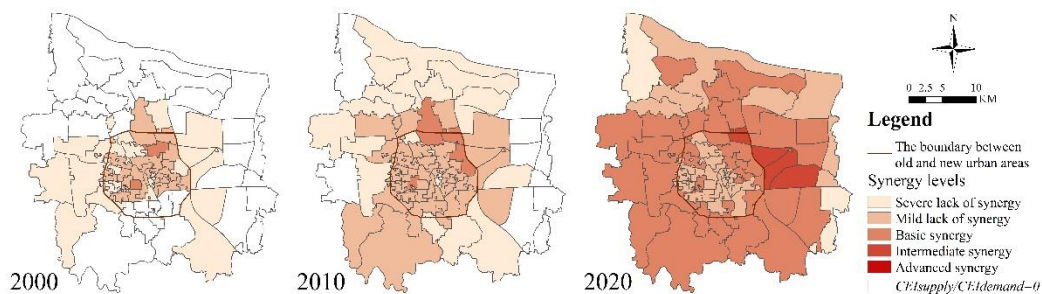 2000
2010
2020
N
0 2.5 5 10
KM
Legend
The boundary between
old and new urban areas
Synergy levels
Severe lack of synergy
Mild lack of synergy
Basic synergy
Intermediate synergy
Advanced synergy
CEIsupply/CEIdemand=0